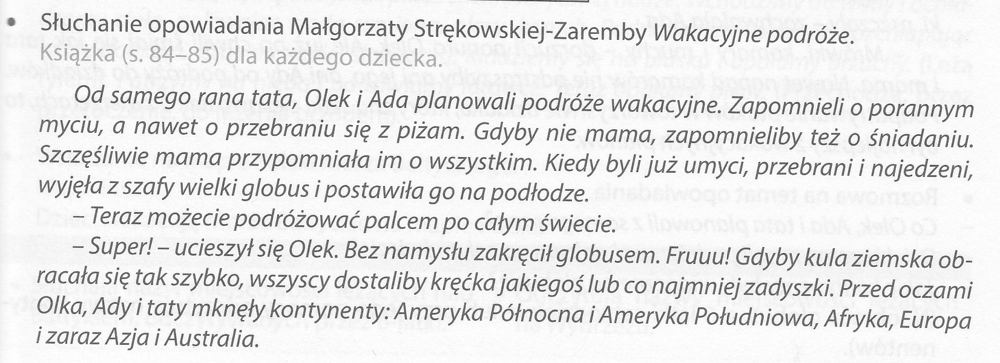 • Słuchanie opowiadania Małgorzaty Strękowskiej-Zaremby Wakacyjne podróże.
Książka (s. 84–85) dla każdego dziecka.
Od samego rana tata, Olek i Ada planowali podróże wakacyjne. Zapomnieli o porannym
myciu, a nawet o przebraniu się z piżam. Gdyby nie mama, zapomnieliby też o śniadaniu.
Szczęśliwie mama przypomniała im o wszystkim. Kiedy byli już umyci, przebrani i najedzeni,
wyjęła z szafy wielki globus i postawiła go na podłodze.
– Teraz możecie podróżować palcem po całym świecie.
– Super! – ucieszył się Olek. Bez namysłu zakręcił globusem. Fruuu! Gdyby kula ziemska ob-
racała się tak szybko, wszyscy dostaliby kręćka jakiegoś lub co najmniej zadyszki. Przed oczami
Olka, Ady i taty mknęły kontynenty: Ameryka Północna i Ameryka Południowa, Afryka, Europa
i zaraz Azja i Australia.